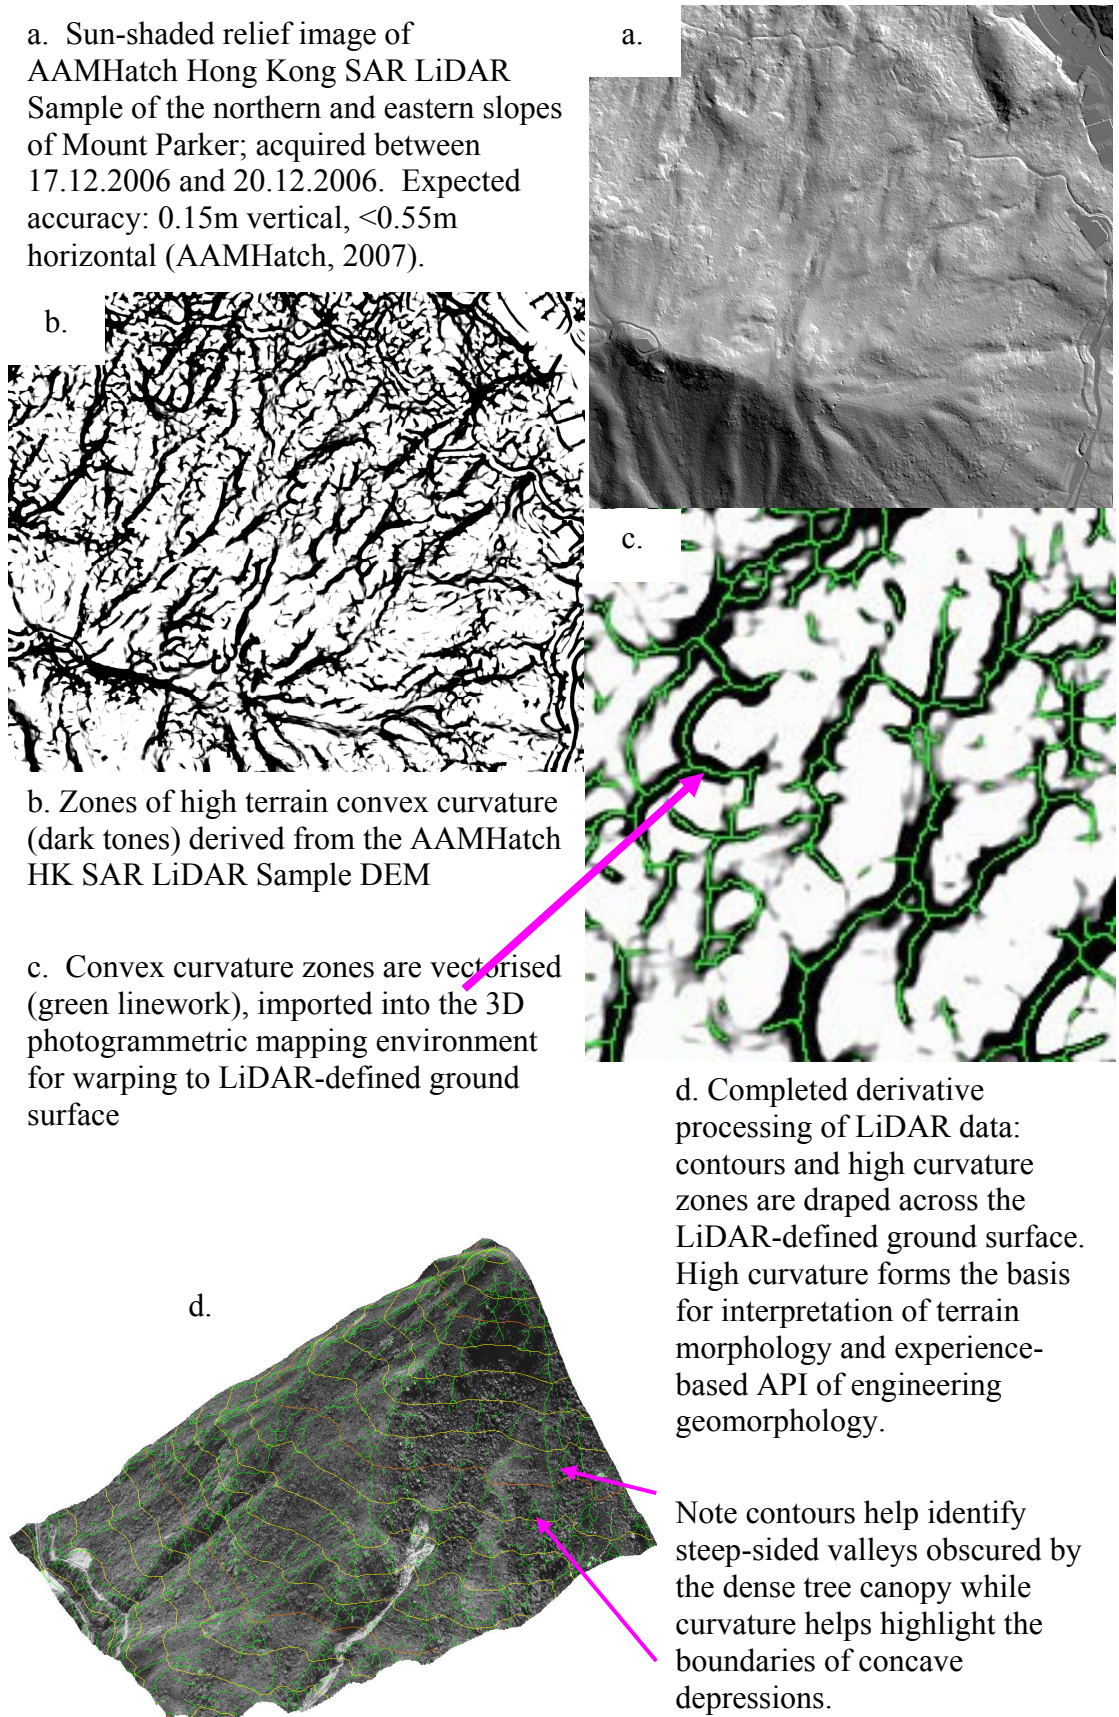 a.  Sun-shaded relief image of
AAMHatch Hong Kong SAR LiDAR
Sample of the northern and eastern slopes
of Mount Parker; acquired between
17.12.2006 and 20.12.2006.  Expected
accuracy: 0.15m vertical, <0.55m
horizontal (AAMHatch, 2007).
a.
b.
b. Zones of high terrain convex curvature
(dark tones) derived from the AAMHatch
HK SAR LiDAR Sample DEM
c.
c.  Convex curvature zones are vectorised
(green linework), imported into the 3D
photogrammetric mapping environment
for warping to LiDAR-defined ground
surface
d. Completed derivative
processing of LiDAR data:
contours and high curvature
zones are draped across the
LiDAR-defined ground surface.
High curvature forms the basis
for interpretation of terrain
morphology and experience-
based API of engineering
geomorphology.
d.
Note contours help identify
steep-sided valleys obscured by
the dense tree canopy while
curvature helps highlight the
boundaries of concave
depressions.